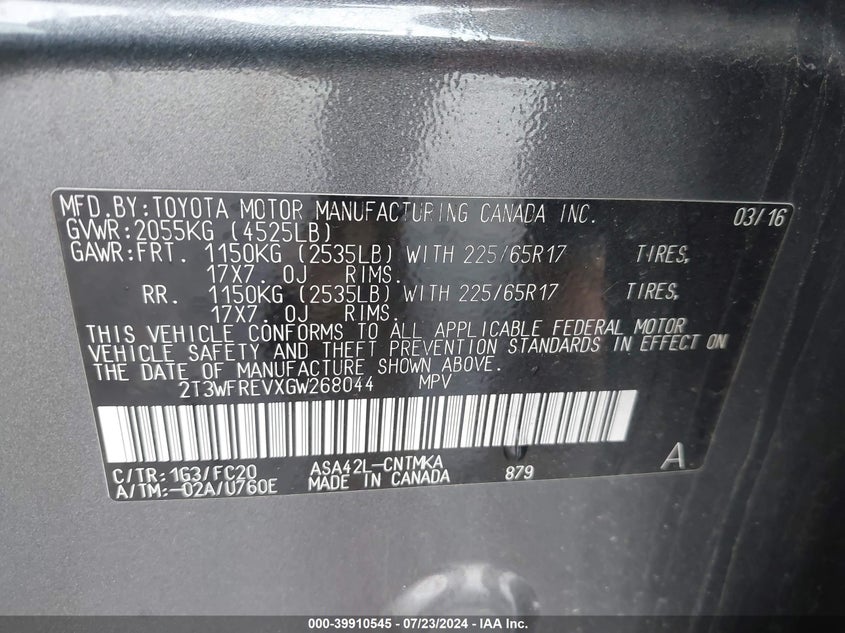 MFD.BY:TOYOTA MOTOR MANUFACTURING CANADA INC. 03/16
GVWR:2055KG (4525LB)
GAWR:FRT. 1150KG (2535LB) WITH 225/65R17 TIRES,
17X7.0J RIMS.
RR. 1150KG (2535LB) WITH 225/65R17 TIRES,
17X7.0J RIMS.
THIS VEHICLE CONFORMS TO ALL APPLICABLE FEDERAL MOTOR
VEHICLE SAFETY AND THEFT PREVENTION STANDARDS IN EFFECT ON
THE DATE OF MANUFACTURE SHOWN ABOVE.
2T3WFREVXGW268044 MPV
C/TR:1G3/FC20 ASA42L-CNTMKA 879 A
A/TM:-02A/U760E MADE IN CANADA
000-39910545 - 07/23/2024 - IAA Inc.